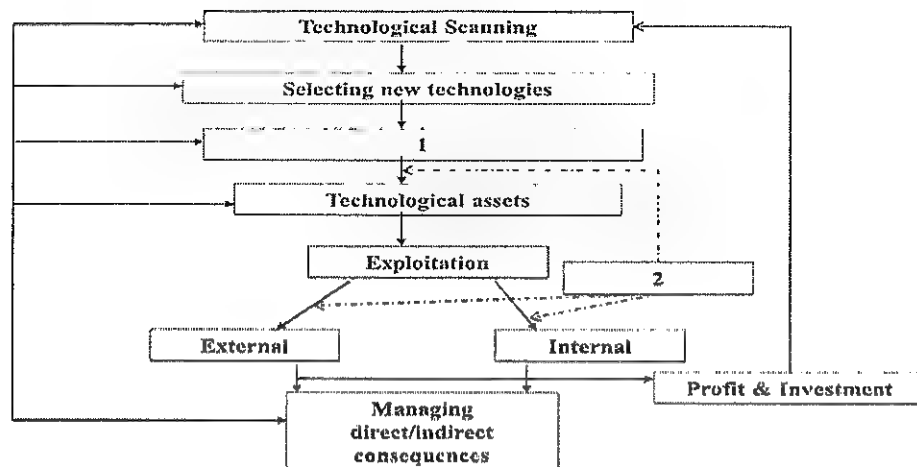 Technological Scanning
Selecting new technologies
1
Technological assets
Exploitation
2
External
Internal
Profit & Investment
Managing
direct/indirect
consequences